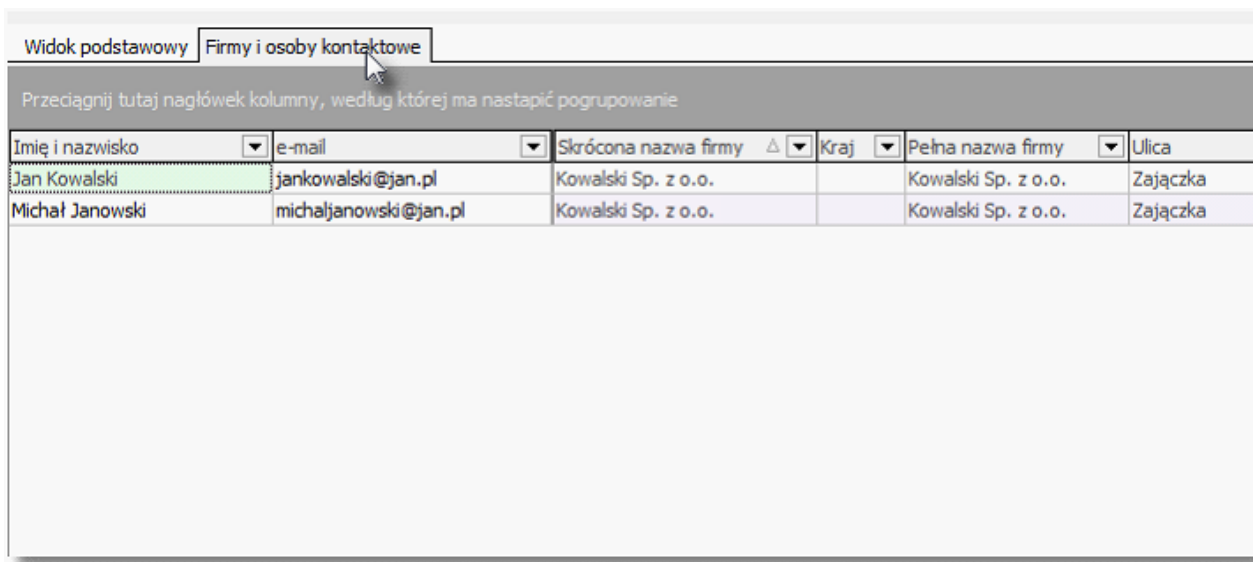 Widok podstawowy Firmy i osoby kontaktowe
Przeciągnij tutaj nagłówek kolumny, według której ma nastapić pogrupowanie
Imię i nazwisko e-mail Skrócona nazwa firmy Kraj Pełna nazwa firmy Ulica
Jan Kowalski jankowalski@jan.pl Kowalski Sp. z o.o. Kowalski Sp. z o.o. Zajączka
Michał Janowski michaljanowski@jan.pl Kowalski Sp. z o.o. Kowalski Sp. z o.o. Zajączka